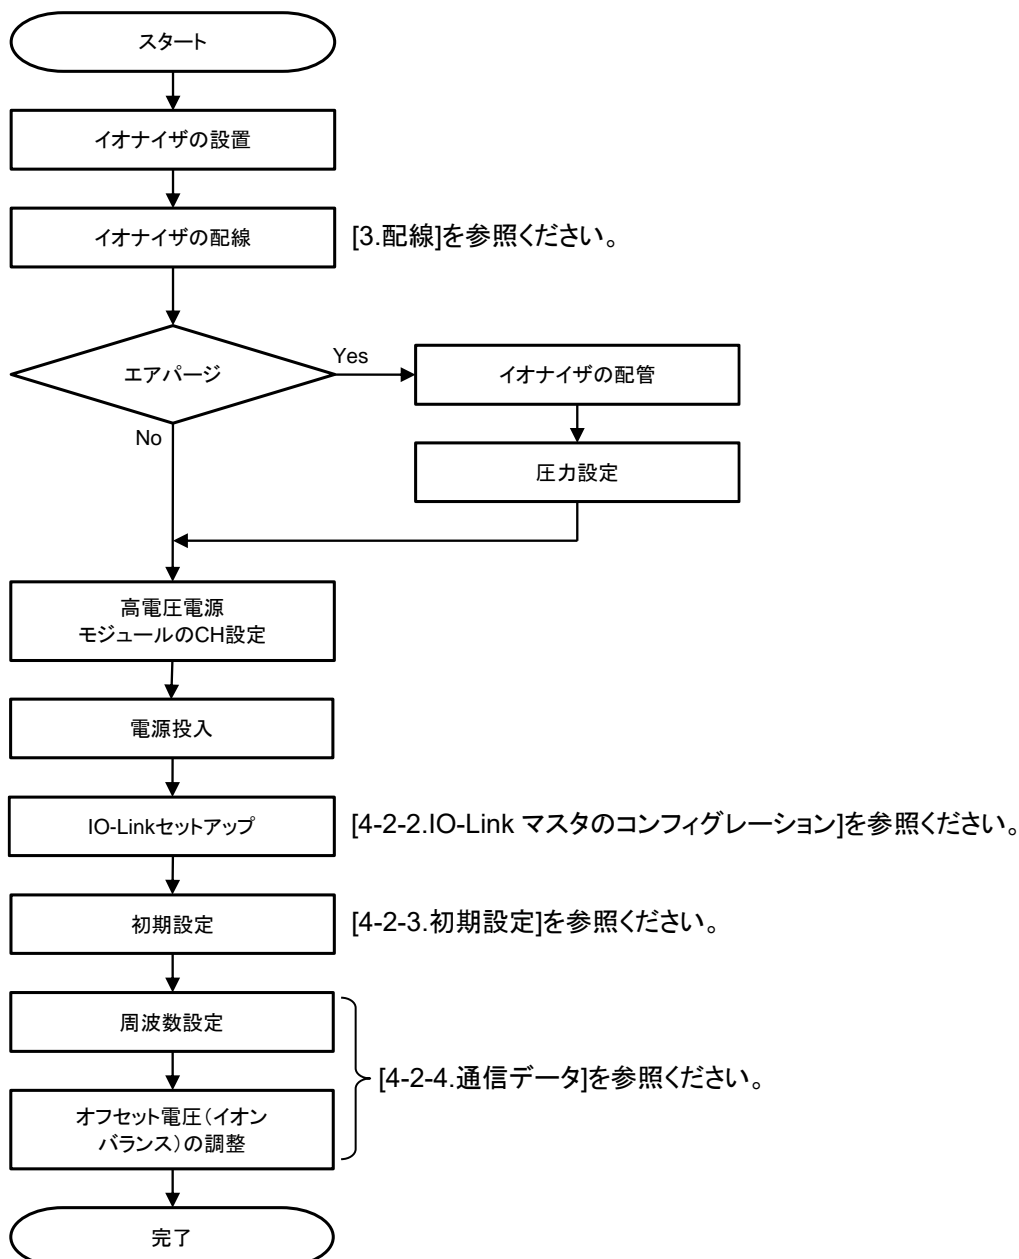 スタート
イオナイザの設置
イオナイザの配線
[3.配線]を参照ください。
エアパージ
Yes
イオナイザの配管
No
圧力設定
高電圧電源
モジュールのCH設定
電源投入
IO-Linkセットアップ
[4-2-2.IO-Link マスタのコンフィグレーション]を参照ください。
初期設定
[4-2-3.初期設定]を参照ください。
周波数設定
[4-2-4.通信データ]を参照ください。
オフセット電圧(イオン
バランス)の調整
完了